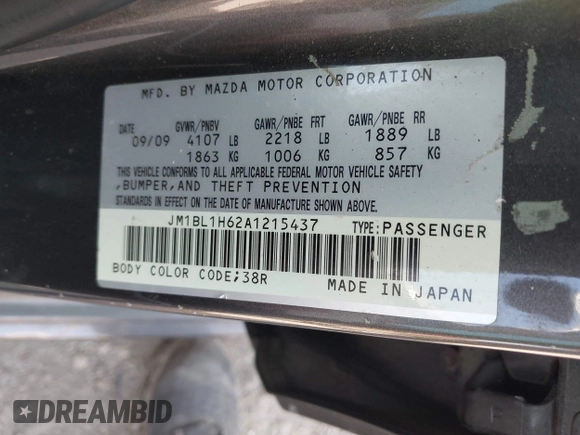 MFD. BY MAZDA MOTOR CORPORATION
DATE GVWR/PNBV GAWR/PNBE FRT GAWR/PNBE RR
09/09 4107 LB 2218 LB 1889 LB
1863 KG 1006 KG 857 KG
THIS VEHICLE CONFORMS TO ALL APPLICABLE FEDERAL MOTOR VEHICLE SAFETY
,BUMPER,AND THEFT PREVENTION
STANDARDS IN EFFECT ON THE DATE OF MANUFACTURE SHOWN ABOVE.
JM1BL1H62A1215437 TYPE:PASSENGER
BODY COLOR CODE;38R MADE IN JAPAN
DREAMBID